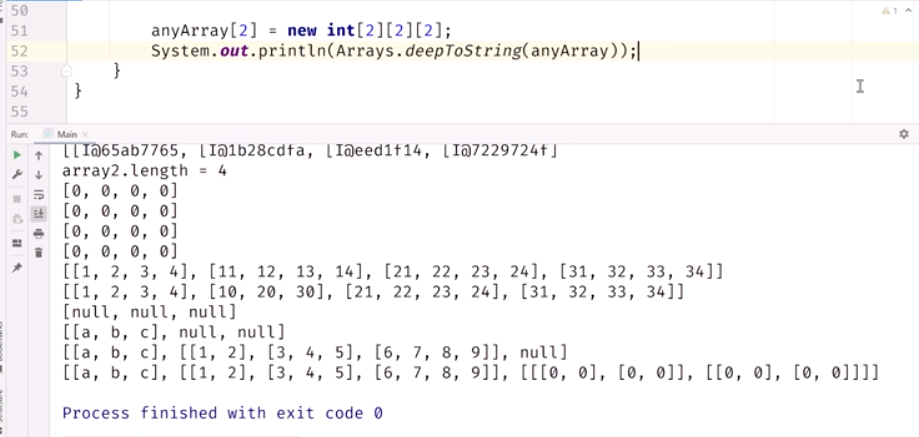 50
51 anyArray[2] = new int[2][2][2];
52 System.out.println(Arrays.deepToString(anyArray));
53 }
54 }
55
1
Run: Main
[[I@65ab7765, [I@1b28cdfa, [I@eed1f14, [I@7229724f]
array2.length = 4
[0, 0, 0, 0]
[0, 0, 0, 0]
[0, 0, 0, 0]
[0, 0, 0, 0]
[[1, 2, 3, 4], [11, 12, 13, 14], [21, 22, 23, 24], [31, 32, 33, 34]]
[[1, 2, 3, 4], [10, 20, 30], [21, 22, 23, 24], [31, 32, 33, 34]]
[null, null, null]
[[a, b, c], null, null]
[[a, b, c], [[1, 2], [3, 4, 5], [6, 7, 8, 9]], null]
[[a, b, c], [[1, 2], [3, 4, 5], [6, 7, 8, 9]], [[[0, 0], [0, 0]], [[0, 0], [0, 0]]]]
Process finished with exit code 0